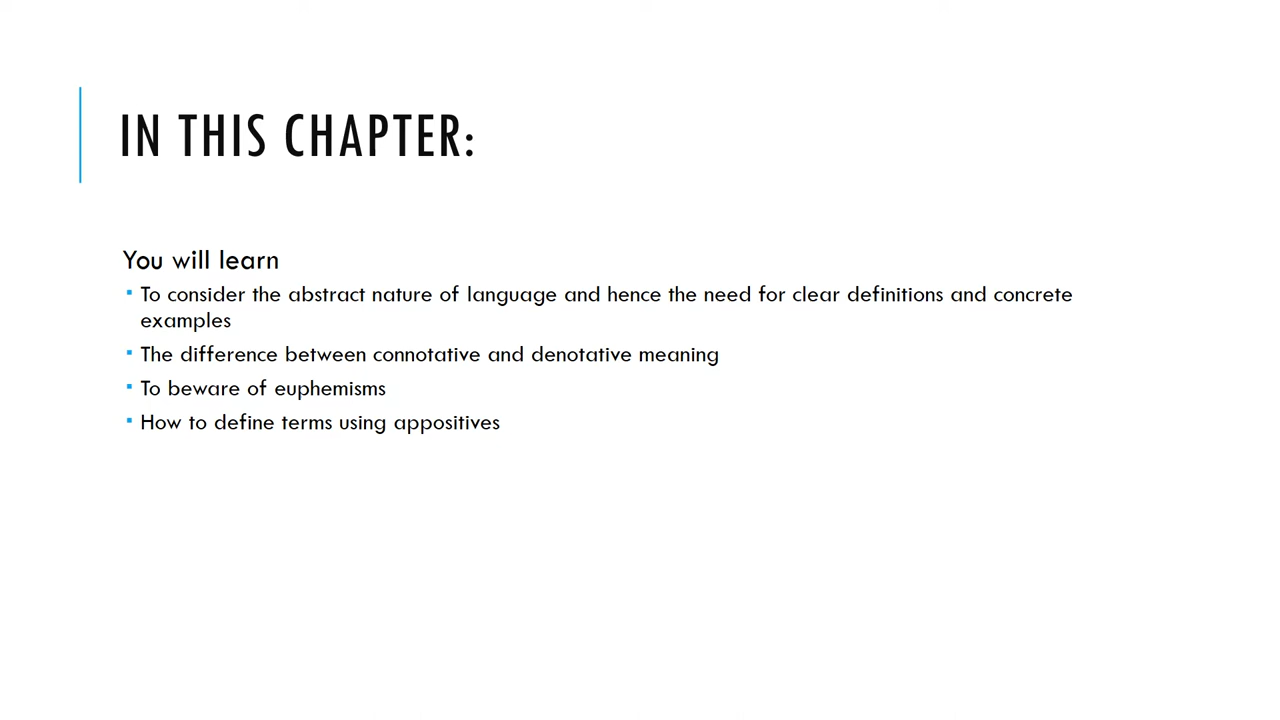 IN THIS CHAPTER:
You will learn
▪ To consider the abstract nature of language and hence the need for clear definitions and concrete
examples
▪ The difference between connotative and denotative meaning
▪ To beware of euphemisms
▪ How to define terms using appositives